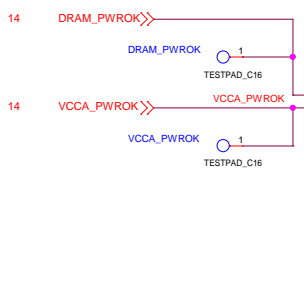 14 DRAM_PWROK
DRAM_PWROK 1
TESTPAD_C16
VCCA_PWROK
14 VCCA_PWROK
VCCA_PWROK 1
TESTPAD_C16